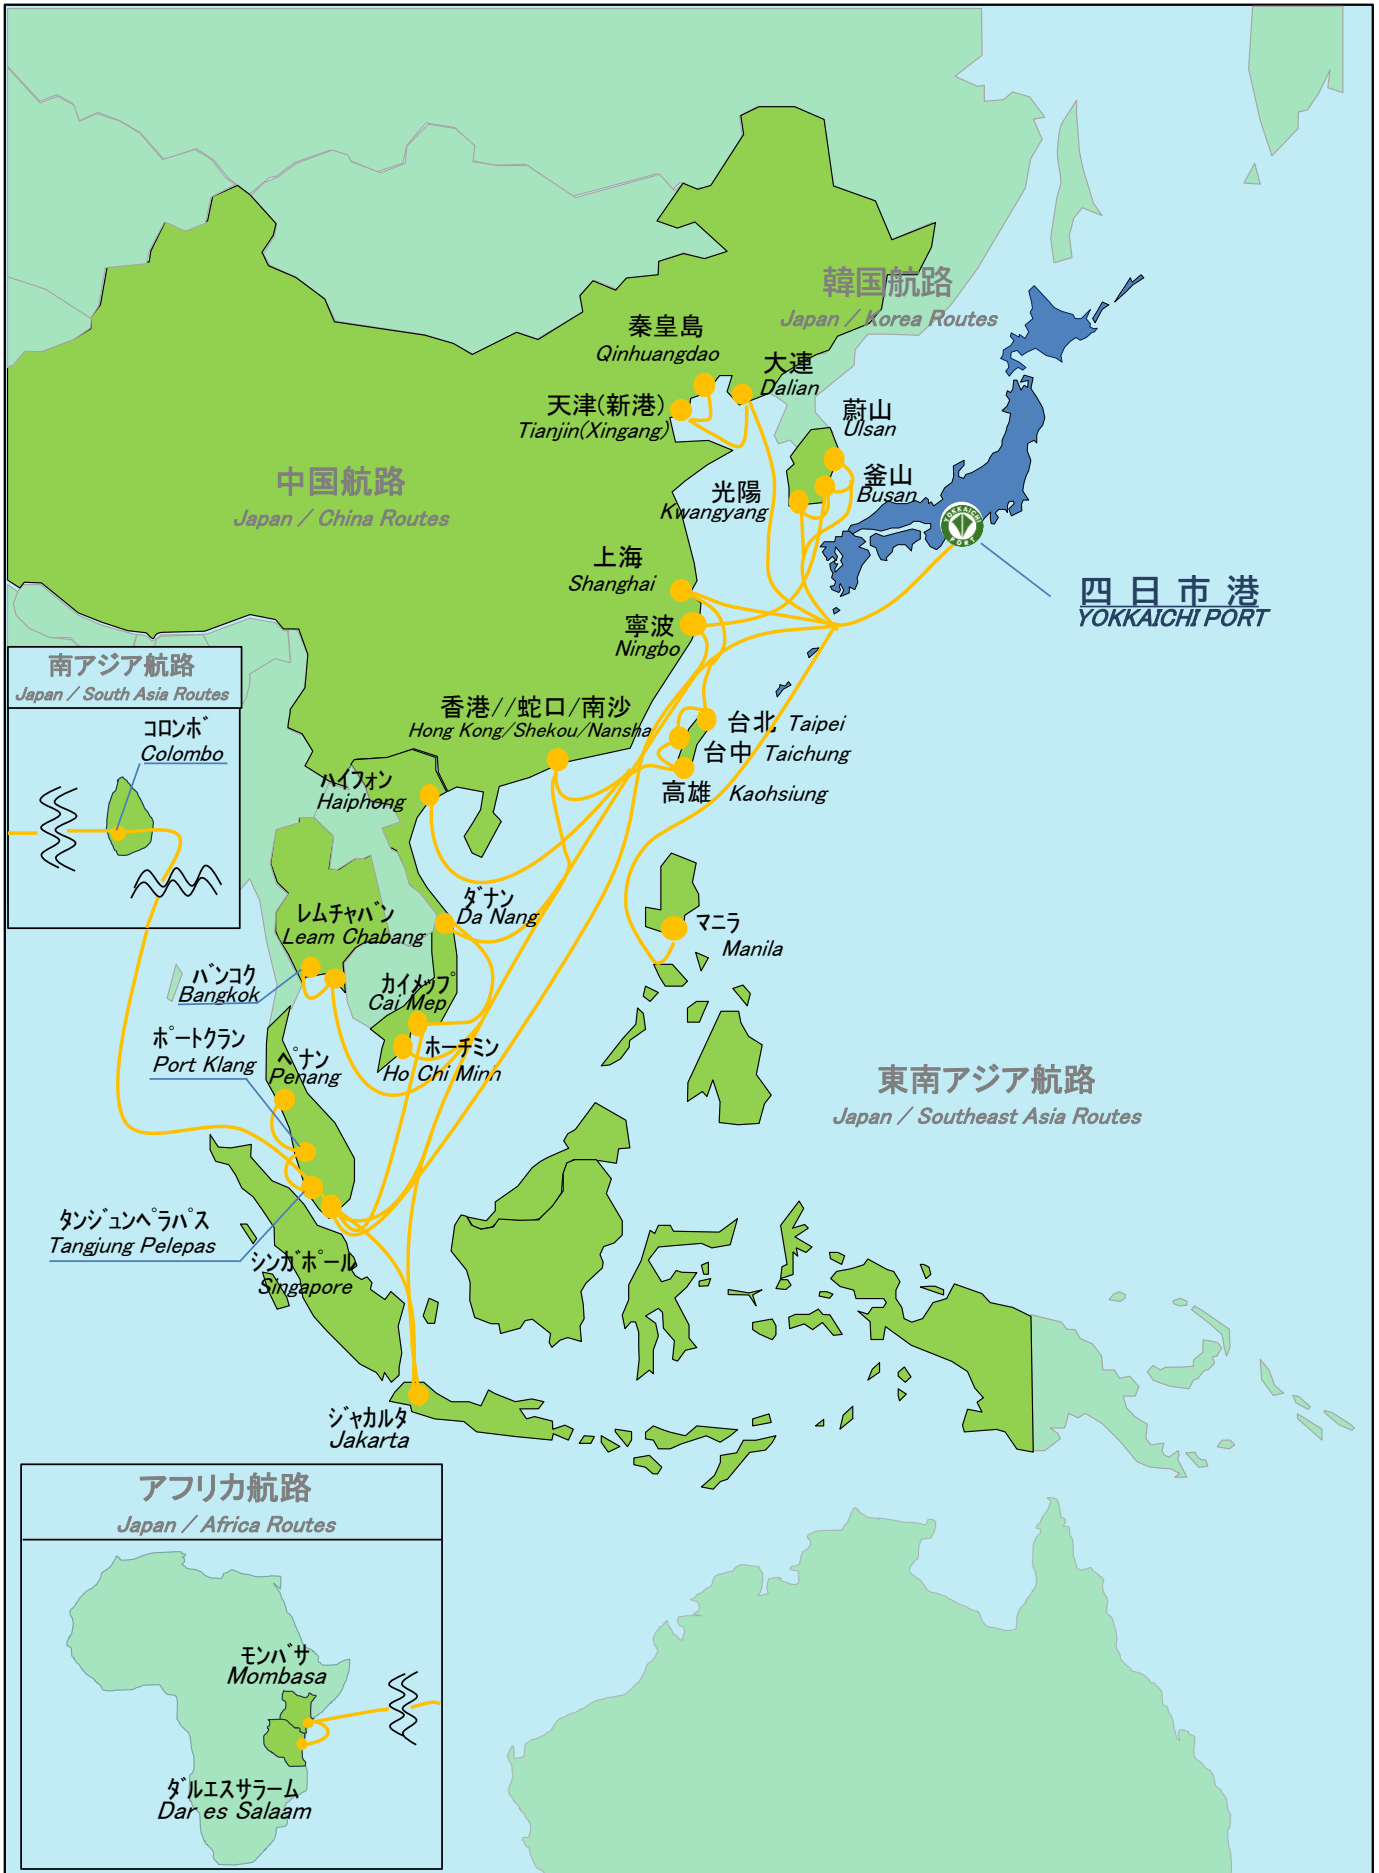 韓国航路
Japan / Korea Routes
秦皇島
Qinhuangdao
大連
Dalian
天津(新港)
Tianjin(Xingang)
蔚山
Ulsan
釜山
Busan
光陽
Kwangyang
中国航路
Japan / China Routes
YOKKAICHI
PORT
上海
Shanghai
四日市港
YOKKAICHI PORT
寧波
Ningbo
南アジア航路
Japan / South Asia Routes
コロンボ
Colombo
香港//蛇口/南沙
Hong Kong/Shekou/Nansha
台北 Taipei
台中 Taichung
高雄 Kaohsiung
ハイフォン
Haiphong
ダナン
Da Nang
レムチャバン
Leam Chabang
マニラ
Manila
バンコク
Bangkok
カイメップ
Cai Mep
ホーチミン
Ho Chi Minh
ポートクラン
Port Klang
ペナン
Penang
東南アジア航路
Japan / Southeast Asia Routes
タンジュンペラパス
Tangjung Pelepas
シンガポール
Singapore
ジャカルタ
Jakarta
アフリカ航路
Japan / Africa Routes
モンバサ
Mombasa
ダルエスサラーム
Dar es Salaam